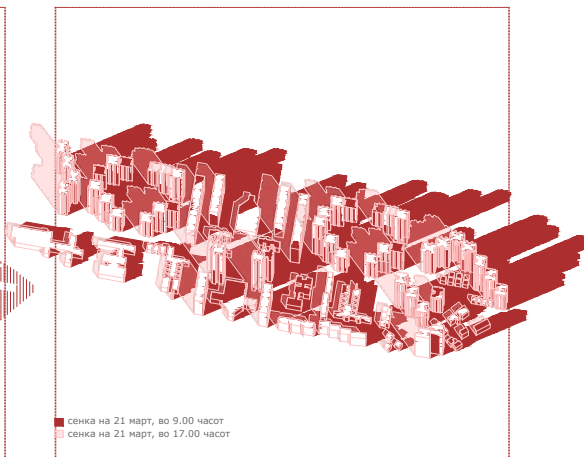 сенка на 21 март, во 9.00 часот
сенка на 21 март, во 17.00 часот